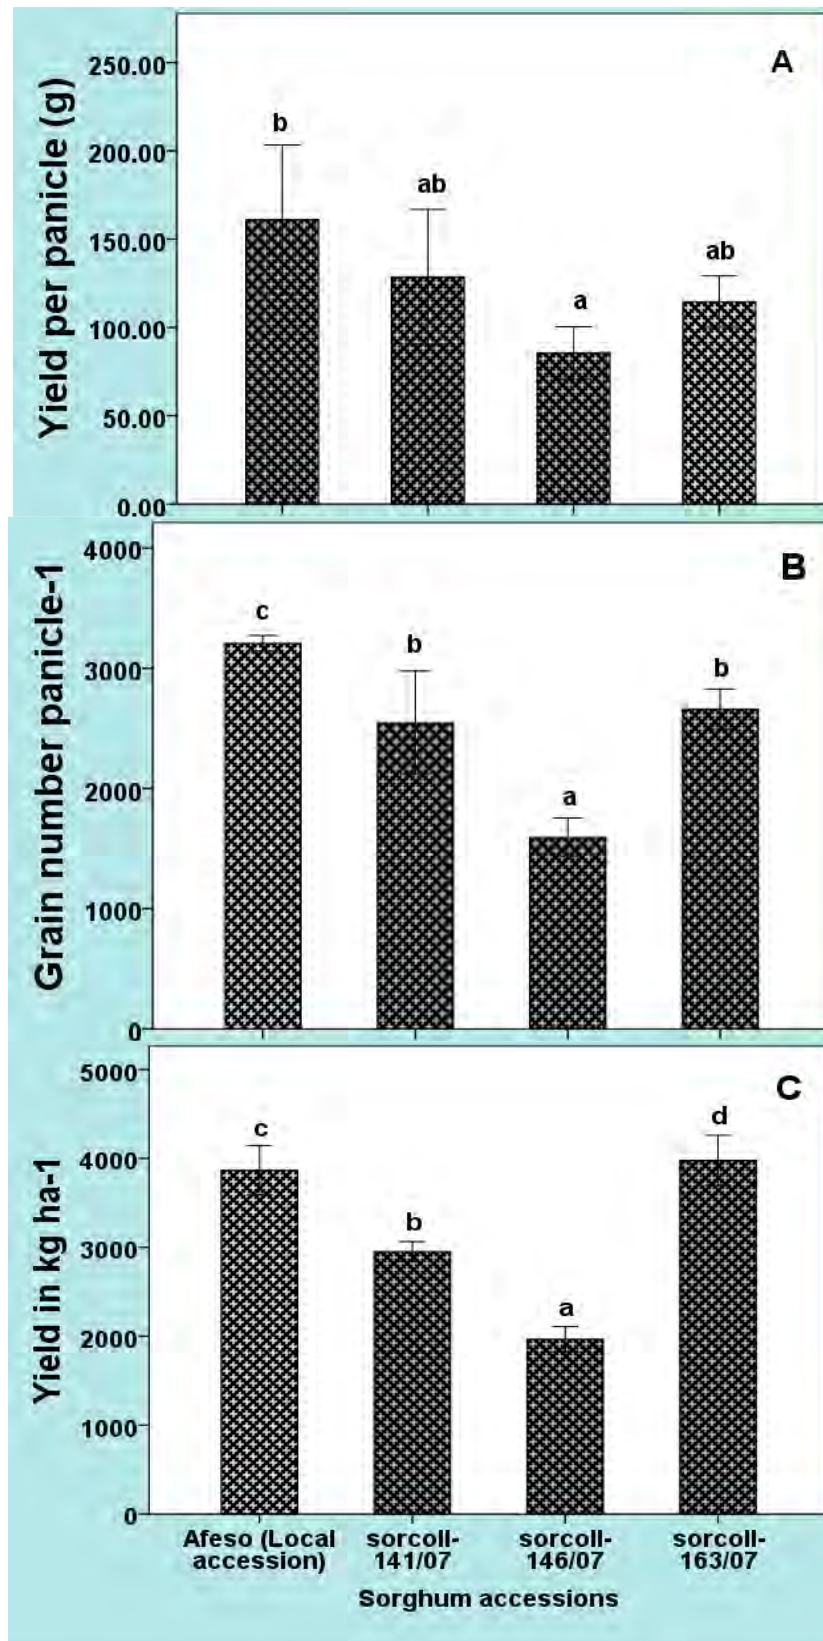 A
Yield per panicle (g)
250.00
200.00
150.00
100.00
50.00
0.00
b
ab
a
ab
B
Grain number panicle-1
4000
3000
2000
1000
0
c
b
a
b
C
Yield in kg ha-1
5000
4000
3000
2000
1000
0
c
b
a
d
Afeso (Local
accession)
sorcoll-
141/07
sorcoll-
146/07
sorcoll-
163/07
Sorghum accessions